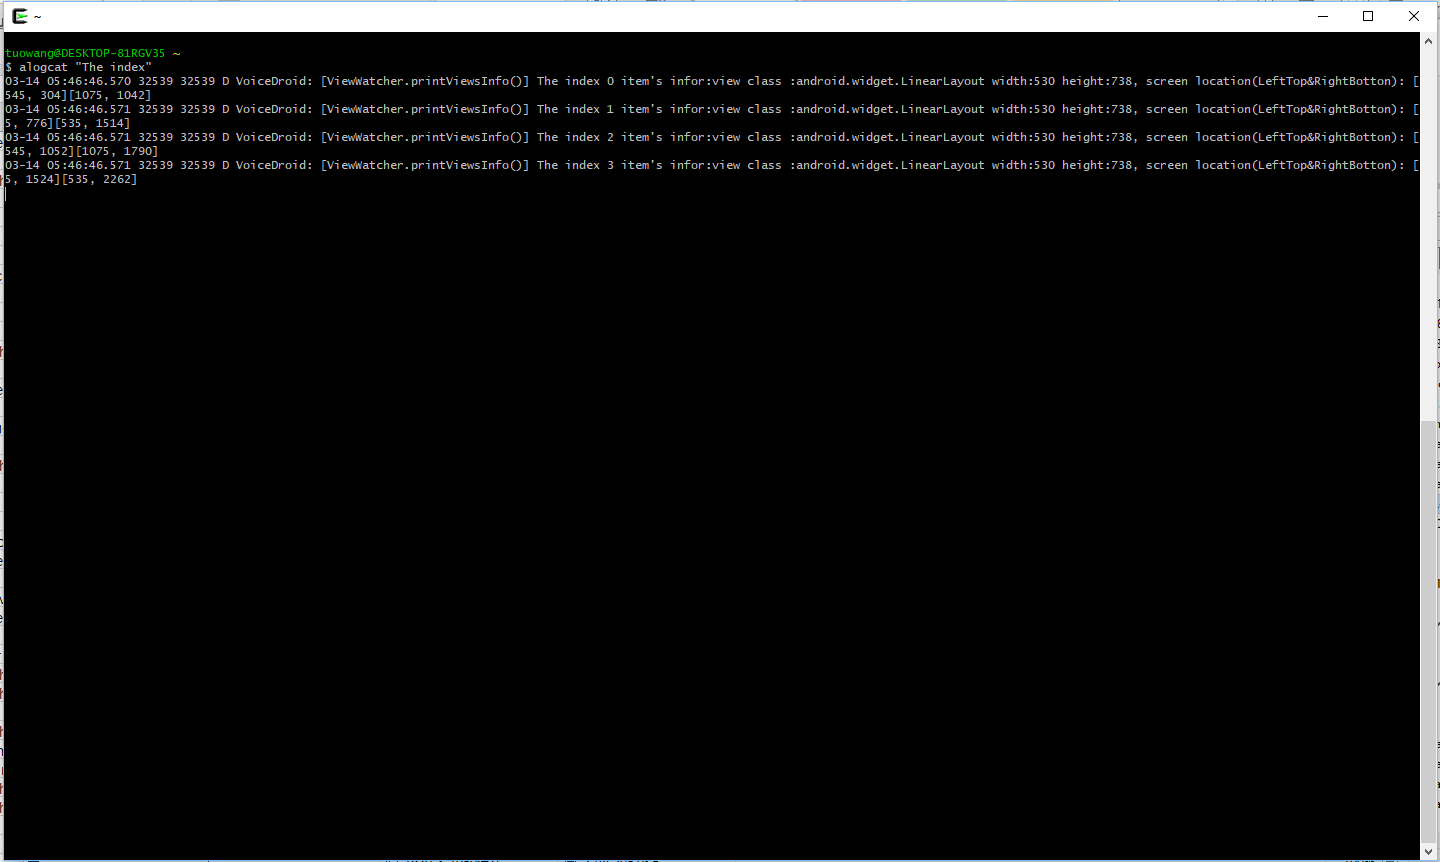 ~
tuowang@DESKTOP-81RGV35 ~
$ alogcat "The index"
03-14 05:46:46.570 32539 32539 D VoiceDroid: [ViewWatcher.printViewsInfo()] The index 0 item's infor:view class :android.widget.LinearLayout width:530 height:738, screen location(LeftTop&RightBotton): [
545, 304][1075, 1042]
03-14 05:46:46.571 32539 32539 D VoiceDroid: [ViewWatcher.printViewsInfo()] The index 1 item's infor:view class :android.widget.LinearLayout width:530 height:738, screen location(LeftTop&RightBotton): [
5, 776][535, 1514]
03-14 05:46:46.571 32539 32539 D VoiceDroid: [ViewWatcher.printViewsInfo()] The index 2 item's infor:view class :android.widget.LinearLayout width:530 height:738, screen location(LeftTop&RightBotton): [
545, 1052][1075, 1790]
03-14 05:46:46.571 32539 32539 D VoiceDroid: [ViewWatcher.printViewsInfo()] The index 3 item's infor:view class :android.widget.LinearLayout width:530 height:738, screen location(LeftTop&RightBotton): [
5, 1524][535, 2262]